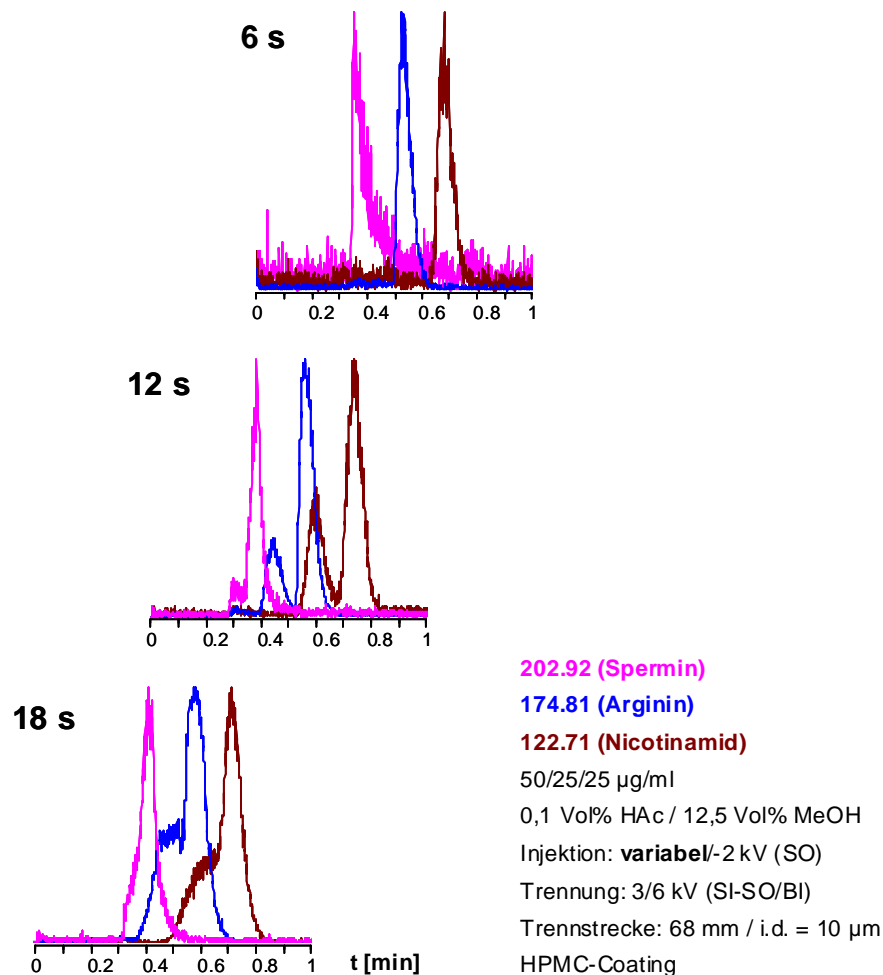 6 s
0 0.2 0.4 0.6 0.8 1
12 s
0 0.2 0.4 0.6 0.8 1
18 s
0 0.2 0.4 0.6 0.8 1
t [min]
202.92 (Spermin)
174.81 (Arginin)
122.71 (Nicotinamid)
50/25/25 µg/ml
0,1 Vol% HAc / 12,5 Vol% MeOH
Injektion: variabel/-2 kV (SO)
Trennung: 3/6 kV (SI-SO/BI)
Trennstrecke: 68 mm / i.d. = 10 µm
HPMC-Coating